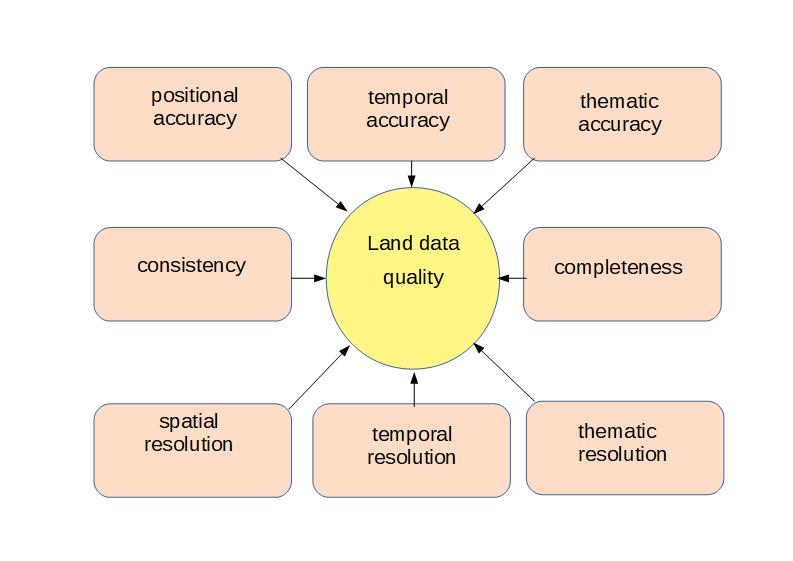 positional
accuracy
temporal
accuracy
thematic
accuracy
Land data
quality
consistency
completeness
spatial
resolution
temporal
resolution
thematic
resolution